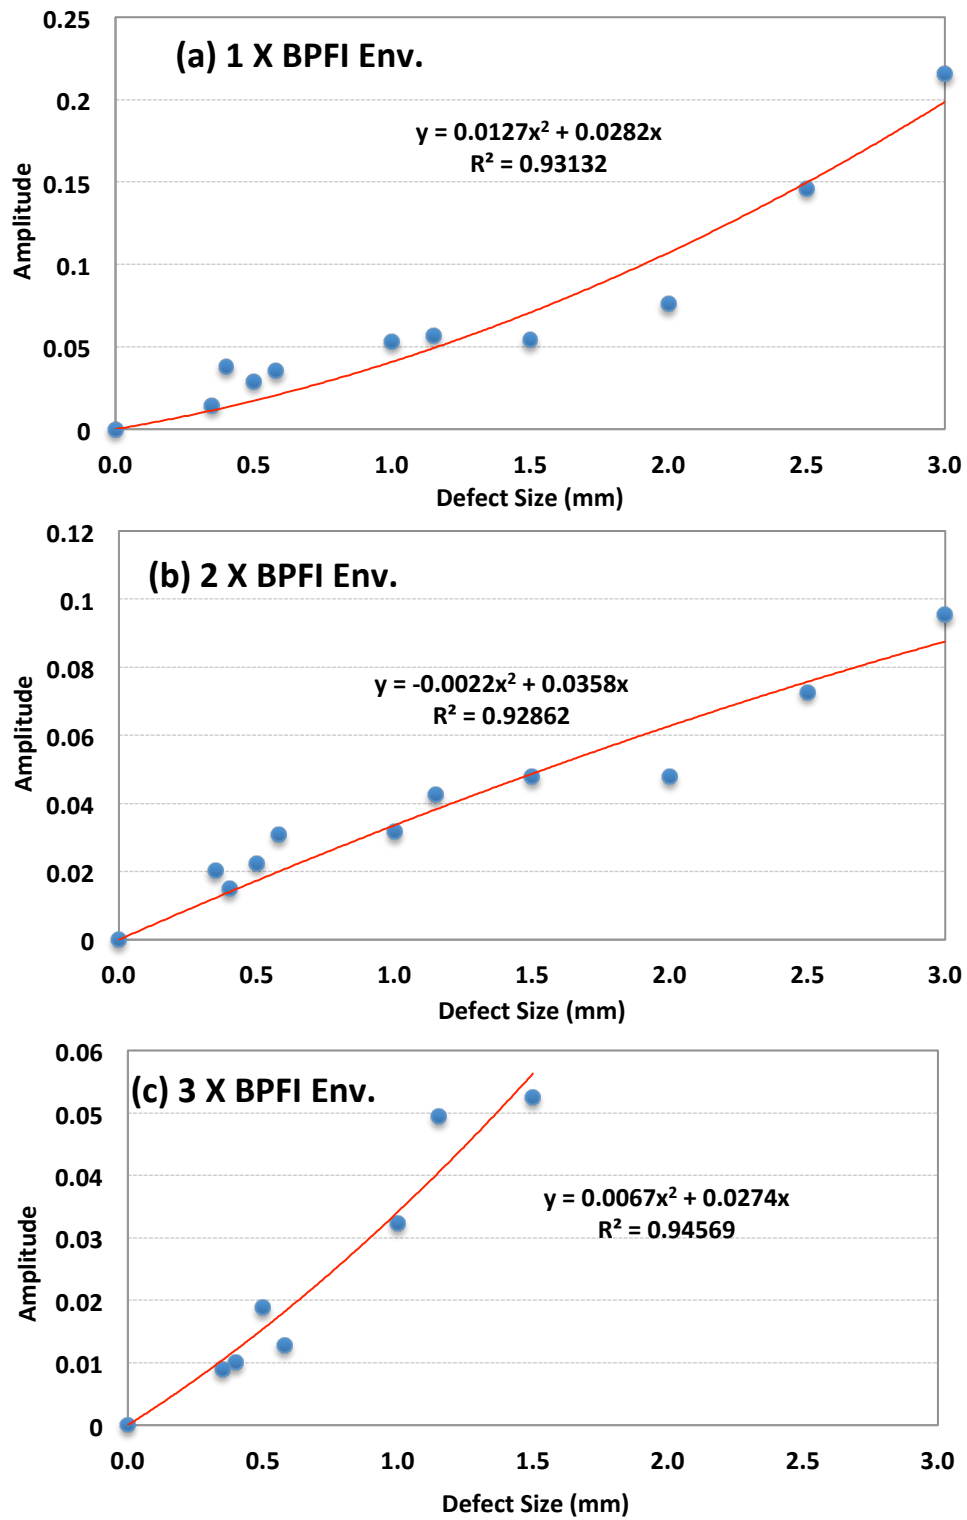 (a) 1 X BPFI Env.
y = 0.0127x² + 0.0282x
R² = 0.93132
Amplitude
0.25
0.2
0.15
0.1
0.05
0
0.0 0.5 1.0 1.5 2.0 2.5 3.0
Defect Size (mm)
(b) 2 X BPFI Env.
y = -0.0022x² + 0.0358x
R² = 0.92862
Amplitude
0.12
0.1
0.08
0.06
0.04
0.02
0
0.0 0.5 1.0 1.5 2.0 2.5 3.0
Defect Size (mm)
(c) 3 X BPFI Env.
y = 0.0067x² + 0.0274x
R² = 0.94569
Amplitude
0.06
0.05
0.04
0.03
0.02
0.01
0
0.0 0.5 1.0 1.5 2.0 2.5 3.0
Defect Size (mm)